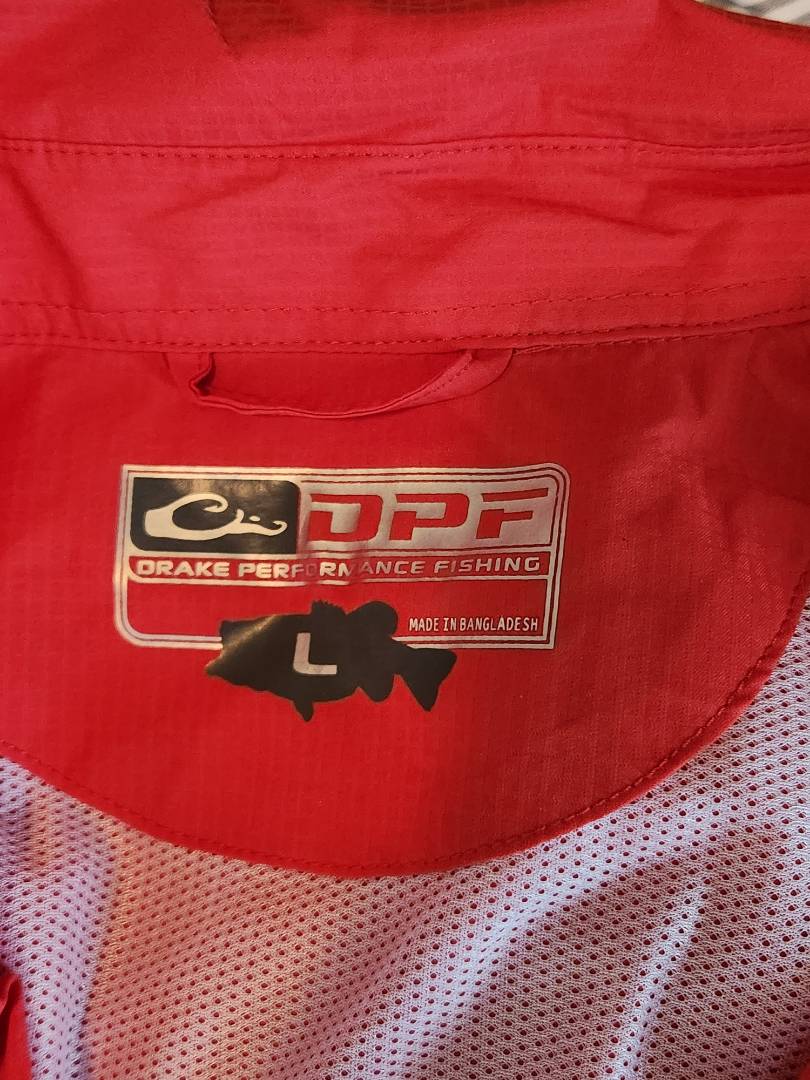 DPF
DRAKE PERFORMANCE FISHING
MADE IN BANGLADESH
L